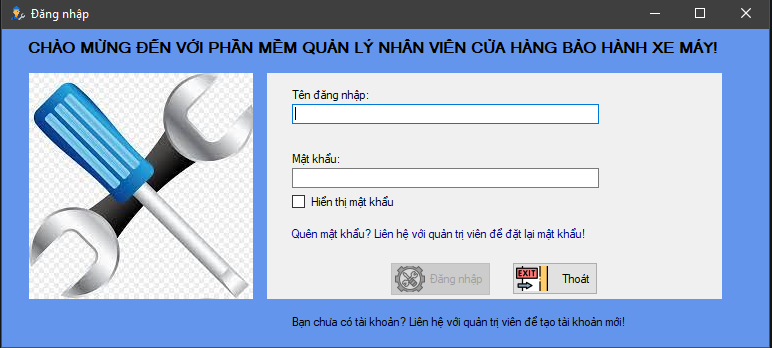 Đăng nhập
CHÀO MỪNG ĐẾN VỚI PHẦN MỀM QUẢN LÝ NHÂN VIÊN CỬA HÀNG BẢO HÀNH XE MÁY!
Tên đăng nhập:
Mật khẩu:
Hiển thị mật khẩu
Quên mật khẩu? Liên hệ với quản trị viên để đặt lại mật khẩu!
Đăng nhập
EXIT
Thoát
Bạn chưa có tài khoản? Liên hệ với quản trị viên để tạo tài khoản mới!